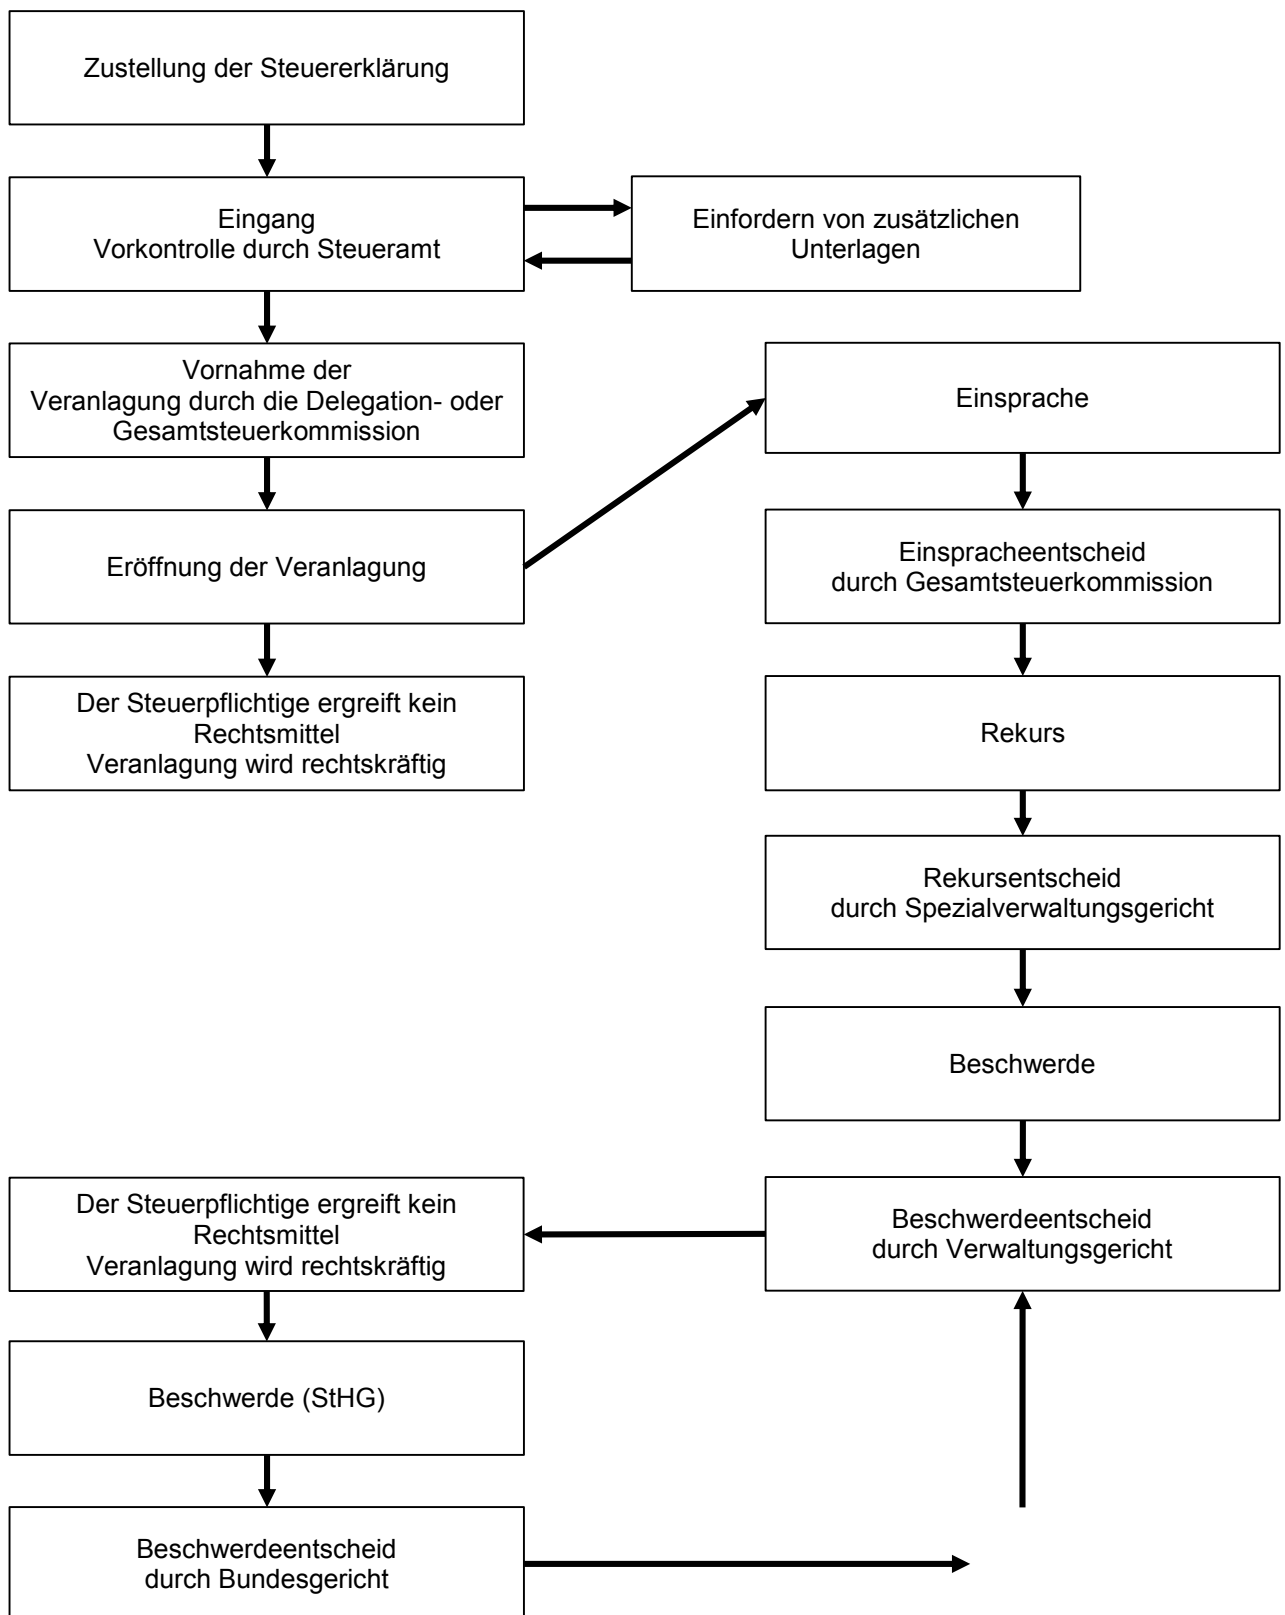 Zustellung der Steuererklärung
Eingang
Vorkontrolle durch Steueramt
Einfordern von zusätzlichen
Unterlagen
Vornahme der
Veranlagung durch die Delegation- oder
Gesamtsteuerkommission
Eröffnung der Veranlagung
Der Steuerpflichtige ergreift kein
Rechtsmittel
Veranlagung wird rechtskräftig
Einsprache
Einspracheentscheid
durch Gesamtsteuerkommission
Rekurs
Rekursentscheid
durch Spezialverwaltungsgericht
Beschwerde
Beschwerdeentscheid
durch Verwaltungsgericht
Der Steuerpflichtige ergreift kein
Rechtsmittel
Veranlagung wird rechtskräftig
Beschwerde (StHG)
Beschwerdeentscheid
durch Bundesgericht